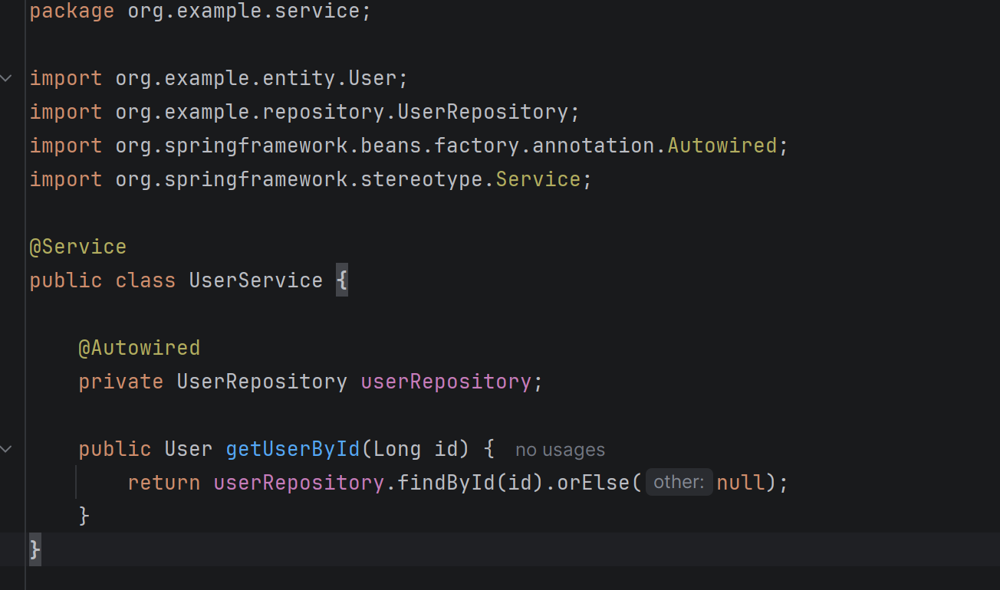 package org.example.service;
import org.example.entity.User;
import org.example.repository.UserRepository;
import org.springframework.beans.factory.annotation.Autowired;
import org.springframework.stereotype.Service;
@Service
public class UserService {
@Autowired
private UserRepository userRepository;
public User getUserById(Long id) { no usages
return userRepository.findById(id).orElse( other: null);
}
}